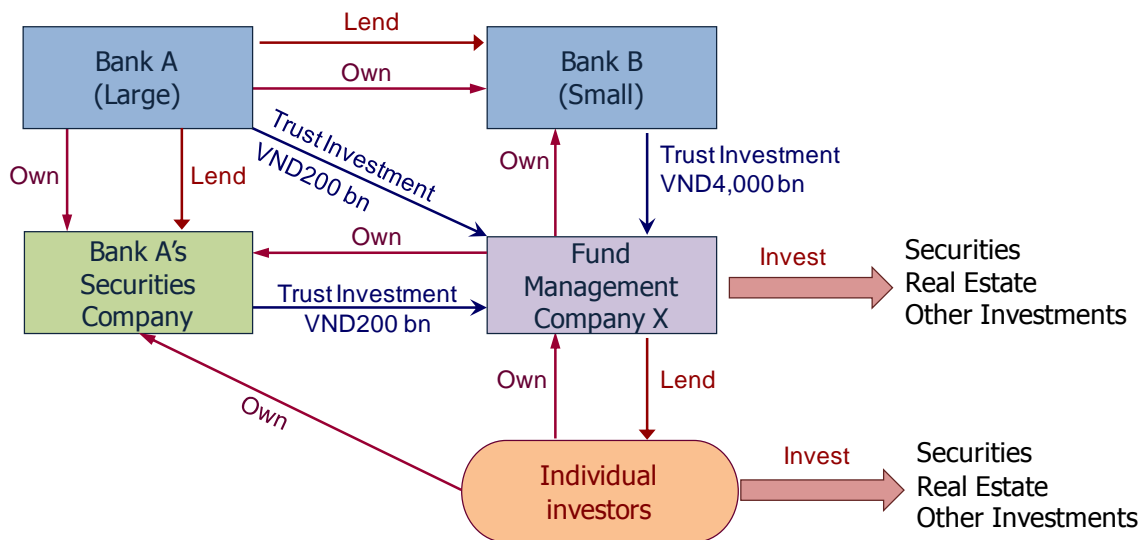 Lend
Bank A
(Large)
Own
Bank B
(Small)
Trust Investment
VND200 bn
Own
Lend
Own
Trust Investment
VND4,000 bn
Bank A's
Securities
Company
Own
Trust Investment
VND200 bn
Fund
Management
Company X
Invest
Securities
Real Estate
Other Investments
Own
Own
Lend
Individual
investors
Invest
Securities
Real Estate
Other Investments